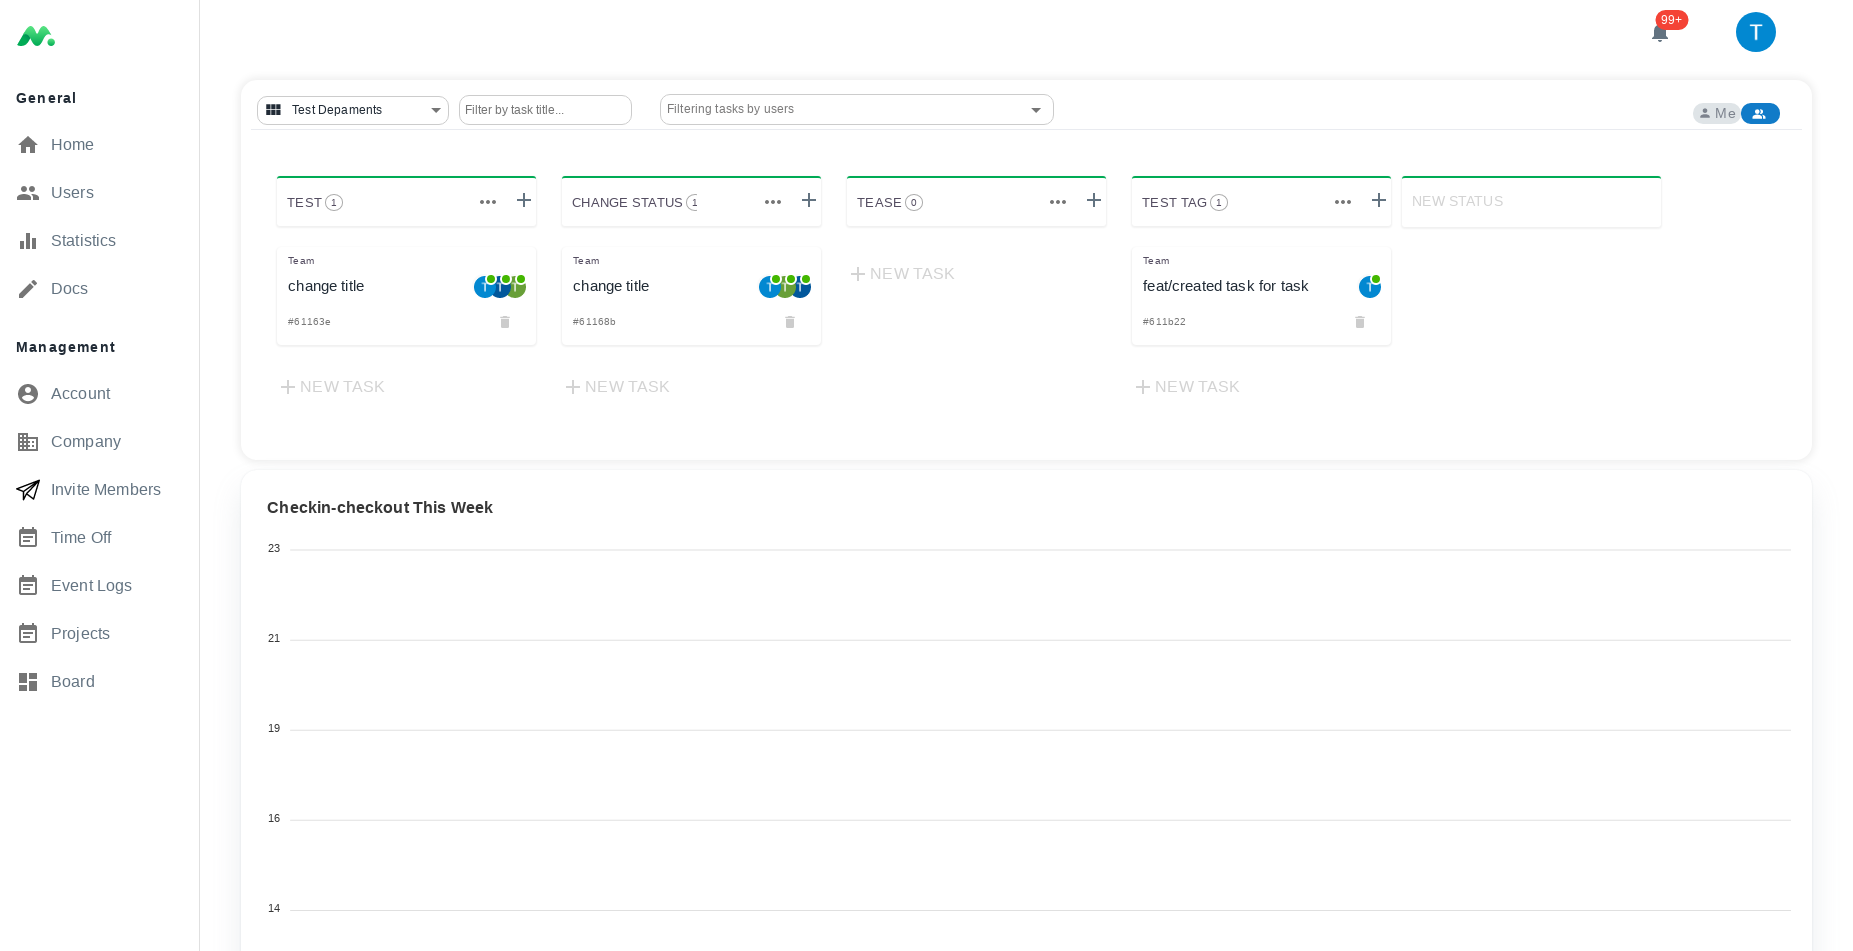 99+
T
General
Home
Users
Statistics
Docs
Management
Account
Company
Invite Members
Time Off
Event Logs
Projects
Board
Test Depaments
Filter by task title...
Filtering tasks by users
Me
TEST 1
CHANGE STATUS 1
TEASE 0
TEST TAG 1
NEW STATUS
Team
change title
T T T
#61163e
NEW TASK
Team
change title
T T T
#61168b
NEW TASK
NEW TASK
Team
feat/created task for task
T
#611b22
NEW TASK
Checkin-checkout This Week
23
21
19
16
14